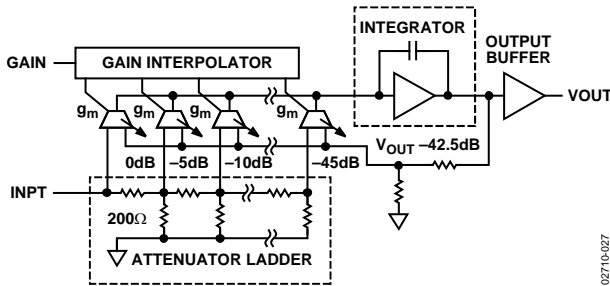 INTEGRATOR
OUTPUT
BUFFER
GAIN
GAIN INTERPOLATOR
VOUT
gm
gm
gm
gm
0dB
–5dB
–10dB
–45dB
VOUT –42.5dB
INPT
200Ω
ATTENUATOR LADDER
02710-027